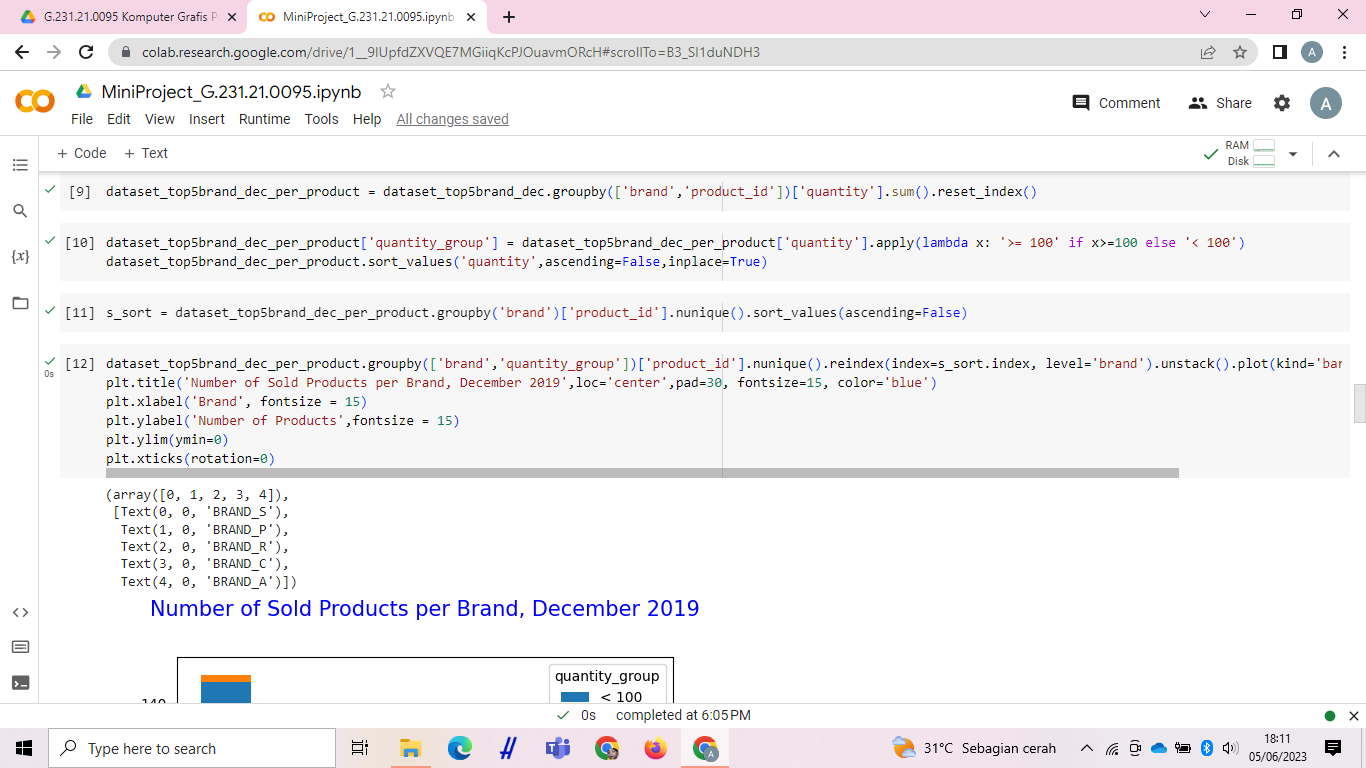 G.231.21.0095 Komputer Grafis P
MiniProject_G.231.21.0095.ipynb
colab.research.google.com/drive/1__9IUpfdZXVQE7MGiiqKcPJOuavmORcH#scrollTo=B3_SI1duNDH3
A
MiniProject_G.231.21.0095.ipynb
Comment
Share
A
File Edit View Insert Runtime Tools Help All changes saved
+ Code + Text
RAM
Disk
[9] dataset_top5brand_dec_per_product = dataset_top5brand_dec.groupby(['brand','product_id'])['quantity'].sum().reset_index()
[10] dataset_top5brand_dec_per_product['quantity_group'] = dataset_top5brand_dec_per_product['quantity'].apply(lambda x: '>= 100' if x>=100 else '< 100')
dataset_top5brand_dec_per_product.sort_values('quantity',ascending=False,inplace=True)
{x}
[11] s_sort = dataset_top5brand_dec_per_product.groupby('brand')['product_id'].nunique().sort_values(ascending=False)
[12] dataset_top5brand_dec_per_product.groupby(['brand','quantity_group'])['product_id'].nunique().reindex(index=s_sort.index, level='brand').unstack().plot(kind='bar
0s
plt.title('Number of Sold Products per Brand, December 2019',loc='center',pad=30, fontsize=15, color='blue')
plt.xlabel('Brand', fontsize = 15)
plt.ylabel('Number of Products',fontsize = 15)
plt.ylim(ymin=0)
plt.xticks(rotation=0)
(array([0, 1, 2, 3, 4]),
[Text(0, 0, 'BRAND_S'),
Text(1, 0, 'BRAND_P'),
Text(2, 0, 'BRAND_R'),
Text(3, 0, 'BRAND_C'),
Text(4, 0, 'BRAND_A')])
Number of Sold Products per Brand, December 2019
quantity_group
< 100
140
0s completed at 6:05 PM
Type here to search
31°C Sebagian cerah
18:11
05/06/2023